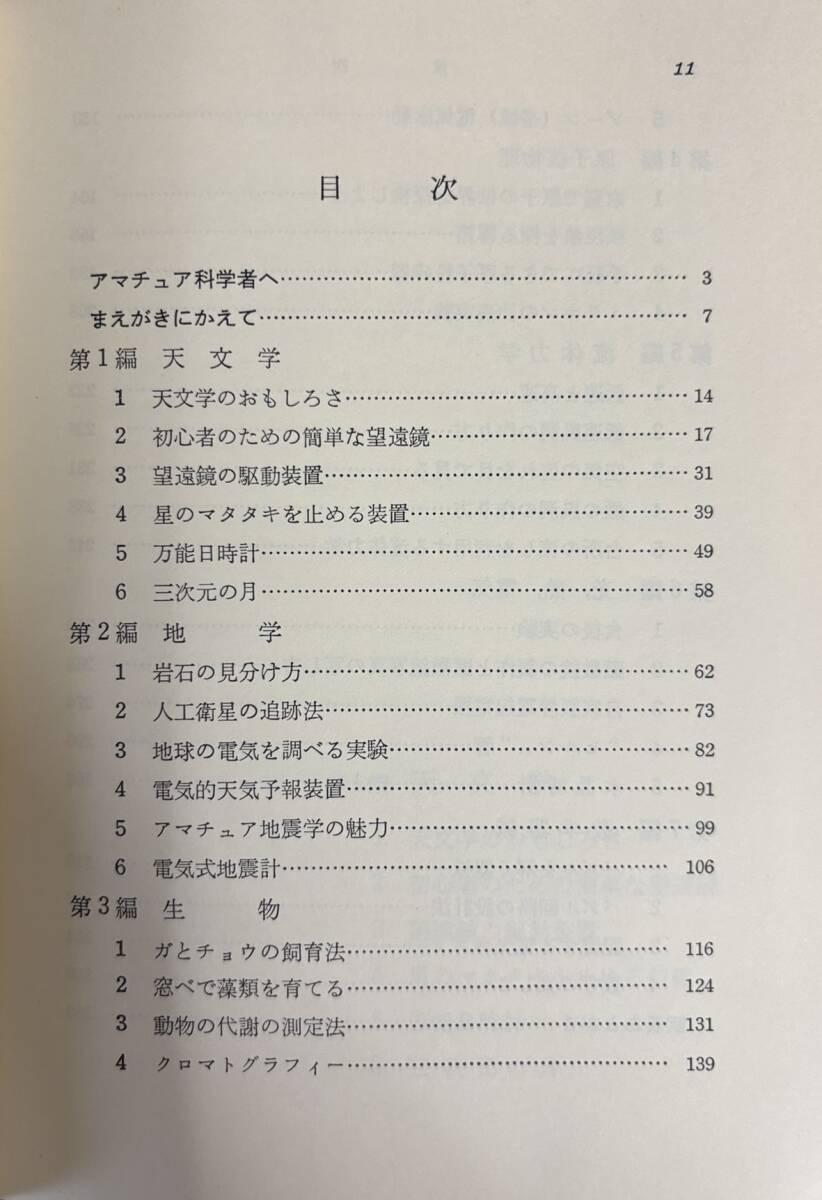 11
目次
アマチュア科学者へ……………………………………………………3
まえがきにかえて………………………………………………………7
第1編 天文学
1 天文学のおもしろさ……………………………………………14
2 初心者のための簡単な望遠鏡…………………………………17
3 望遠鏡の駆動装置………………………………………………31
4 星のマタタキを止める装置……………………………………39
5 万能日時計………………………………………………………49
6 三次元の月………………………………………………………58
第2編 地学
1 岩石の見分け方…………………………………………………62
2 人工衛星の追跡法………………………………………………73
3 地球の電気を調べる実験………………………………………82
4 電気的天気予報装置……………………………………………91
5 アマチュア地震学の魅力………………………………………99
6 電気式地震計……………………………………………………106
第3編 生物
1 ガとチョウの飼育法……………………………………………116
2 窓べで藻類を育てる……………………………………………124
3 動物の代謝の測定法……………………………………………131
4 クロマトグラフィー……………………………………………139